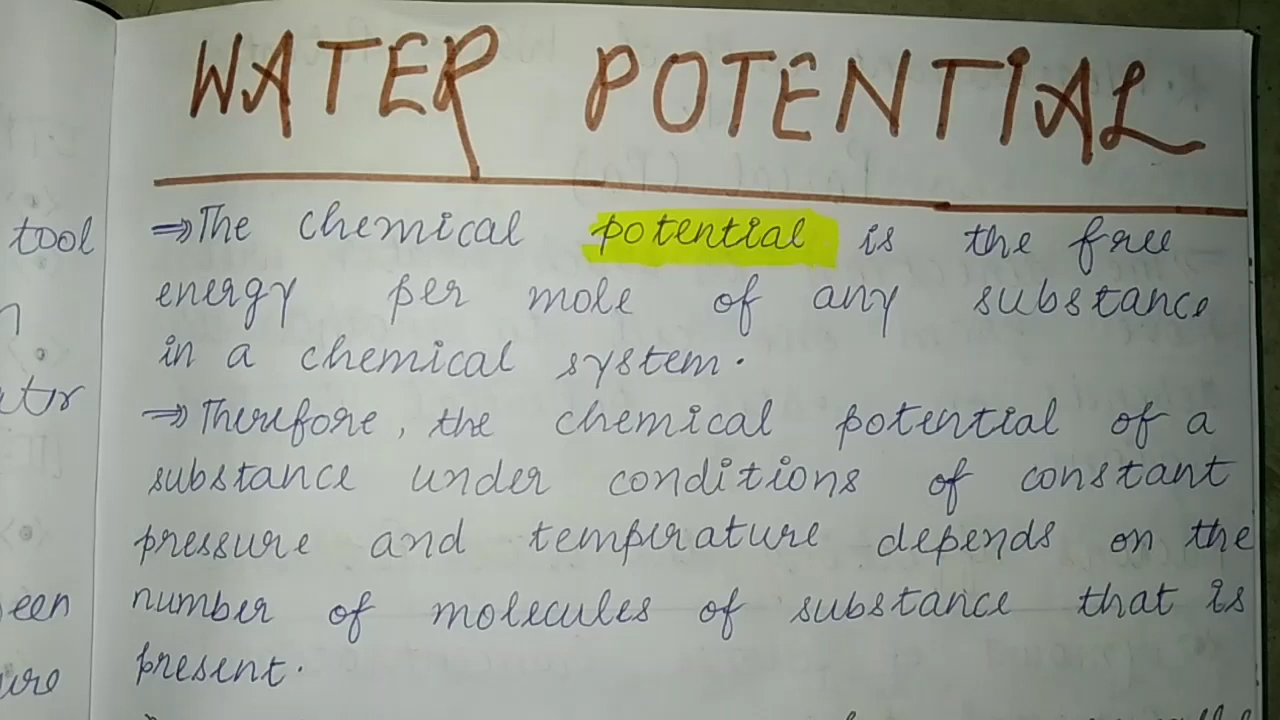 WATER POTENTIAL
tool
⇒The chemical potential is the free
energy per mole of any substance
in a chemical system.
⇒Therefore, the chemical potential of a
substance under conditions of constant
pressure and temperature depends on the
number of molecules of substance that is
present.